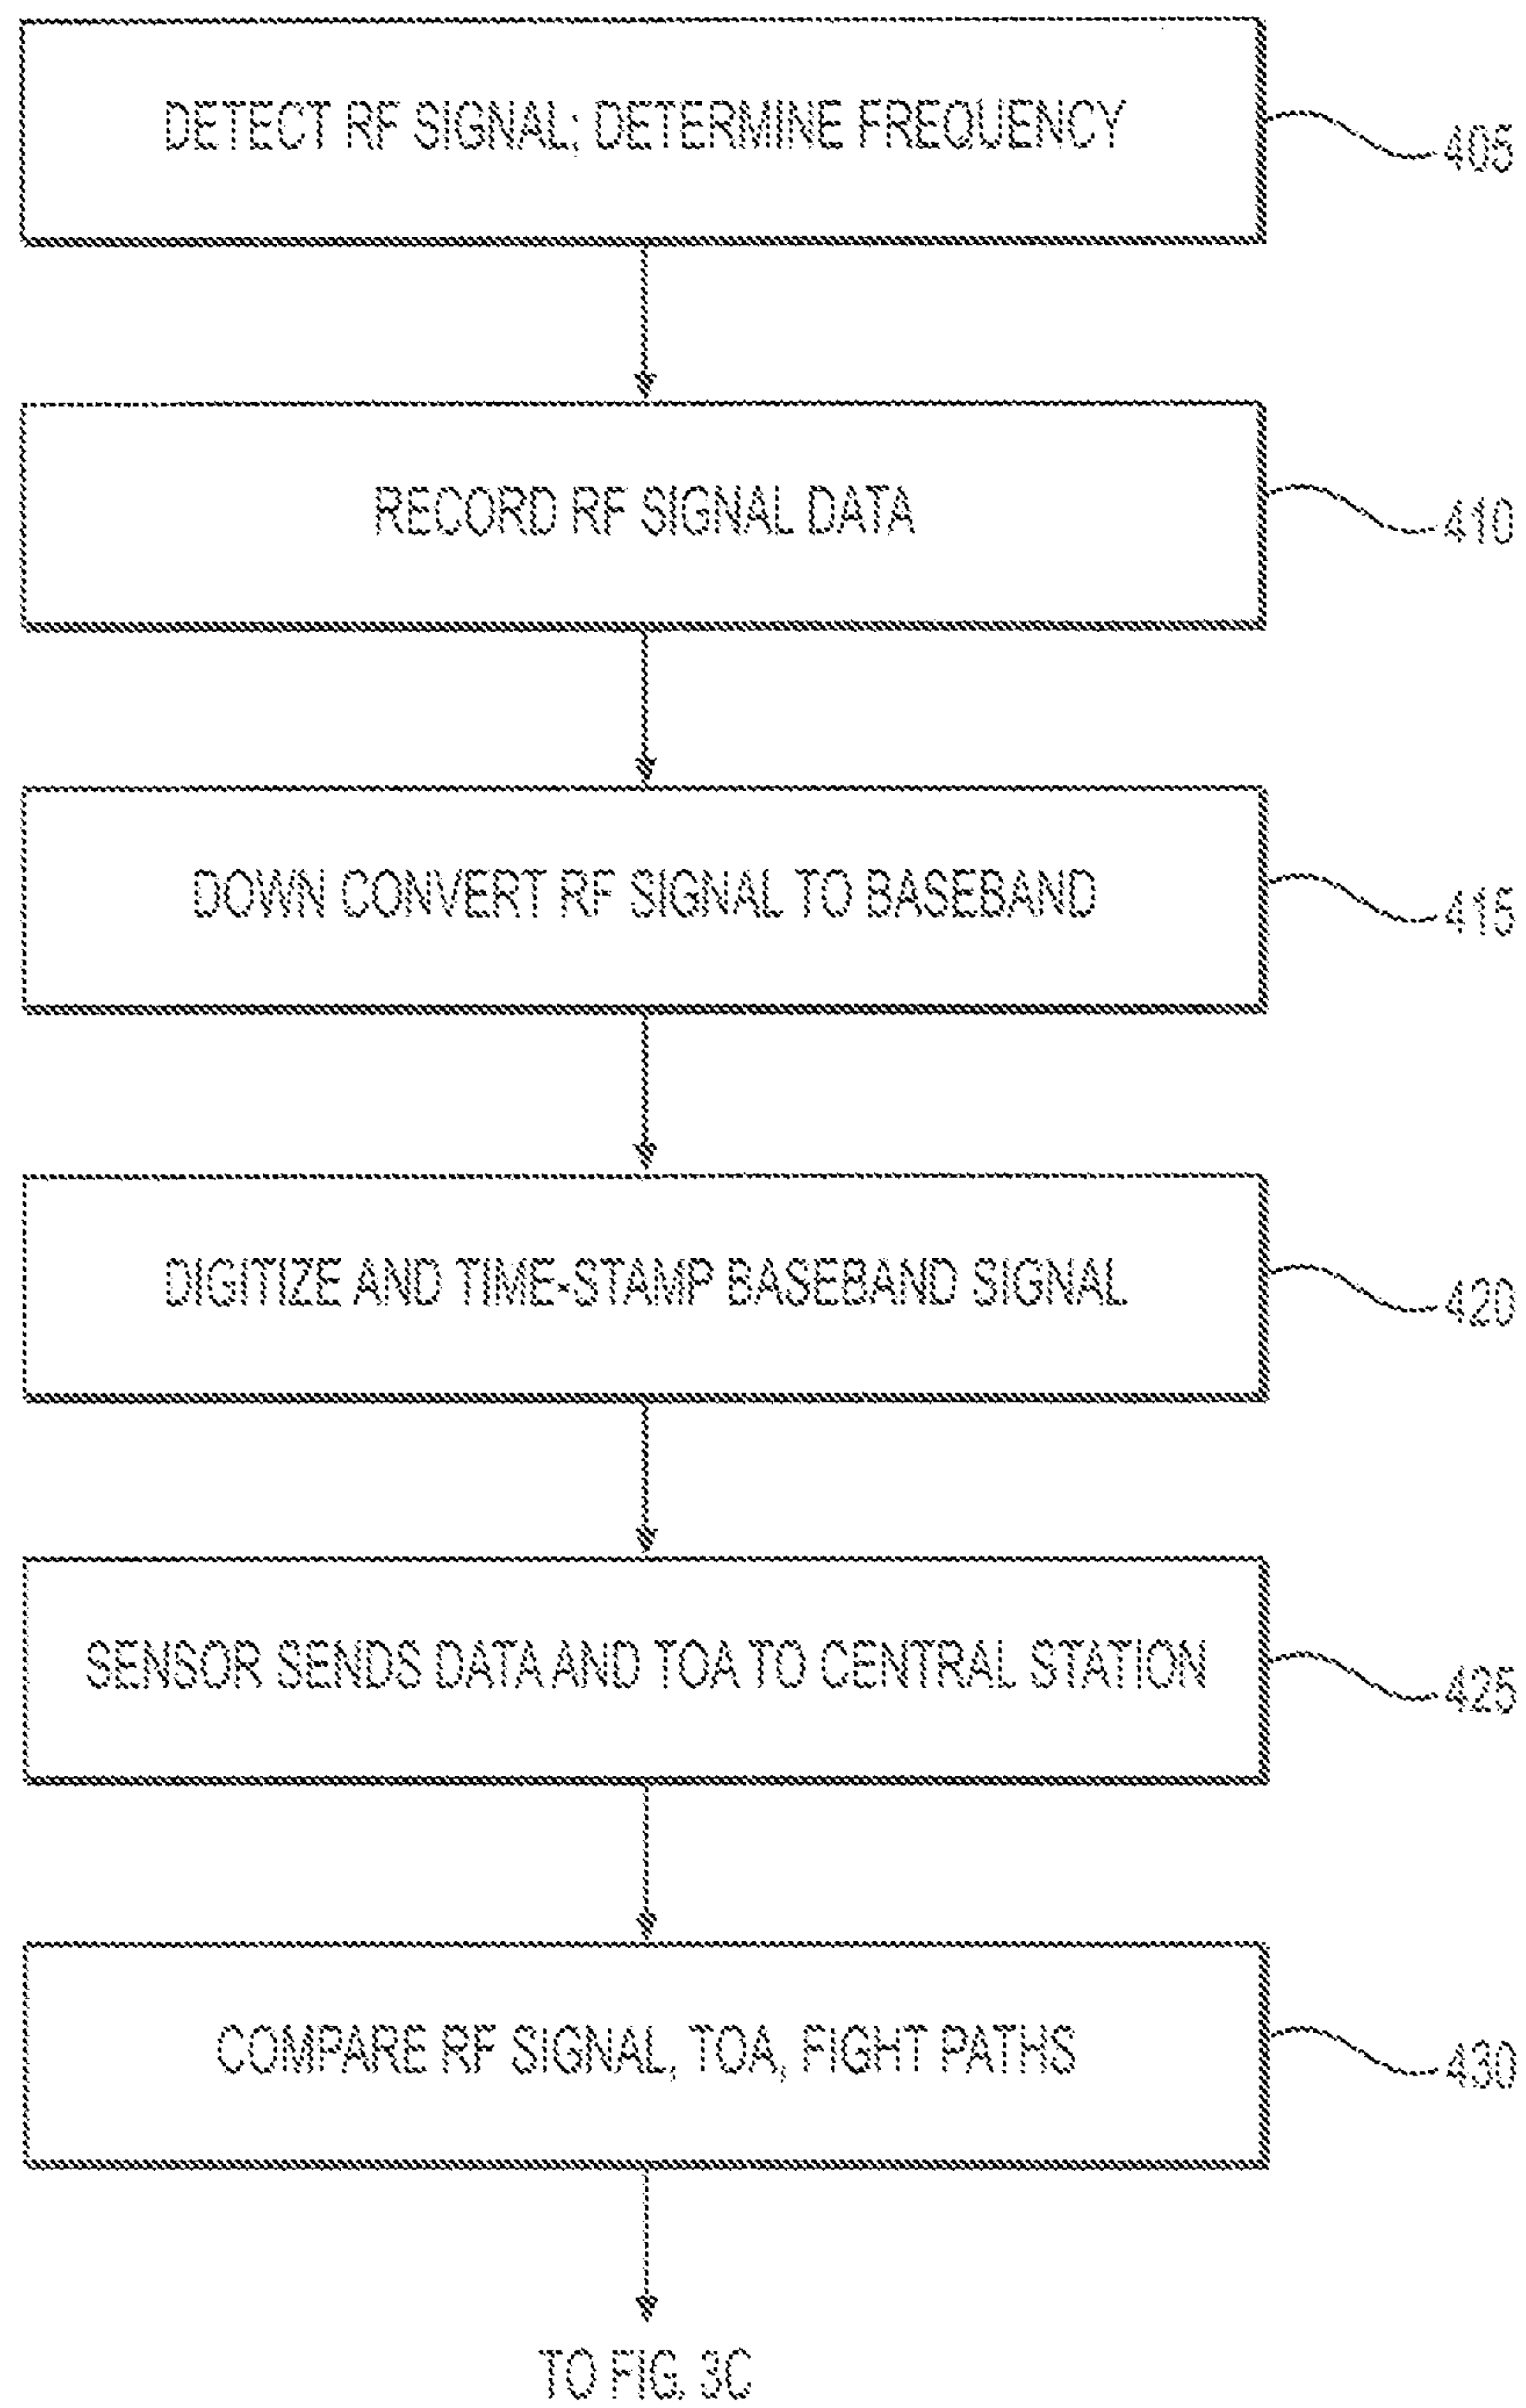 DETECT RF SIGNAL; DETERMINE FREQUENCY
405
RECORD RF SIGNAL DATA
410
DOWN CONVERT RF SIGNAL TO BASEBAND
415
DIGITIZE AND TIME-STAMP BASEBAND SIGNAL
420
SENSOR SENDS DATA AND TOA TO CENTRAL STATION
425
COMPARE RF SIGNAL, TOA, FIGHT PATHS
430
TO FIG. 3C